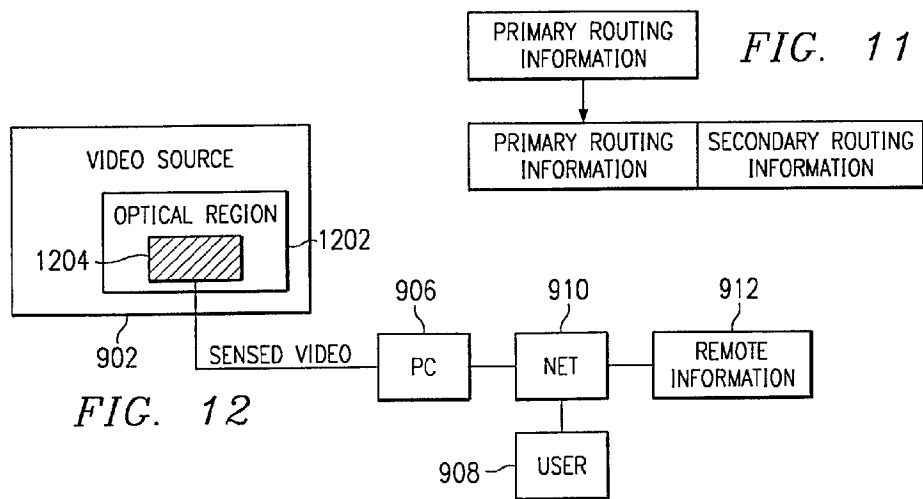 PRIMARY ROUTING
INFORMATION
FIG. 11
PRIMARY ROUTING
INFORMATION
SECONDARY ROUTING
INFORMATION
VIDEO SOURCE
OPTICAL REGION
1202
1204
902
SENSED VIDEO
906
PC
910
NET
912
REMOTE
INFORMATION
908
USER
FIG. 12